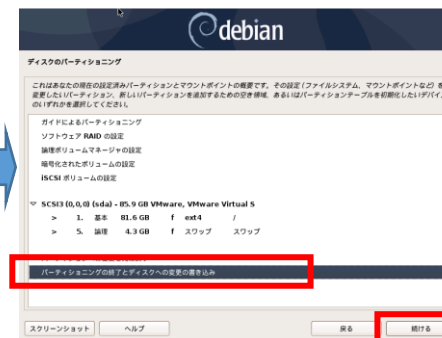 debian
ディスクのパーティショニング
これはあなたの現在の設定済みパーティションとマウントポイントの概要です。その設定 (ファイルシステム、マウントポイントなど) を
変更したいパーティション、新しいパーティションを追加するための空き領域、あるいはパーティションテーブルを初期化したいデバイ
のいずれかを選択してください。
ガイドによるパーティショニング
ソフトウェア RAID の設定
論理ボリュームマネージャの設定
暗号化されたボリュームの設定
iSCSI ボリュームの設定
SCSI3 (0,0,0) (sda) - 85.9 GB VMware, VMware Virtual S
> 1. 基本 81.6 GB f ext4 /
> 5. 論理 4.3 GB f スワップ スワップ
パーティショニングの終了とディスクへの変更の書き込み
スクリーンショット ヘルプ 戻る 続ける